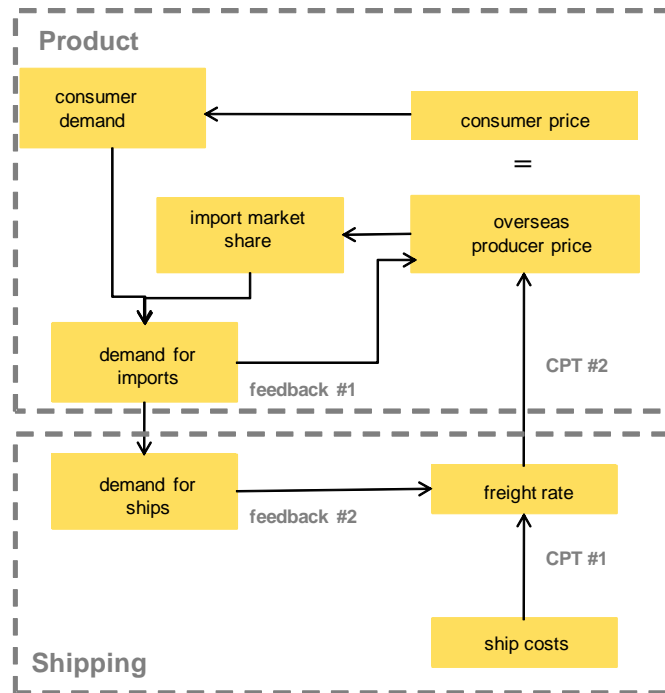 Product
consumer
demand
consumer price
=
import market
share
overseas
producer price
demand for
imports
feedback #1
CPT #2
demand for
ships
feedback #2
freight rate
CPT #1
ship costs
Shipping